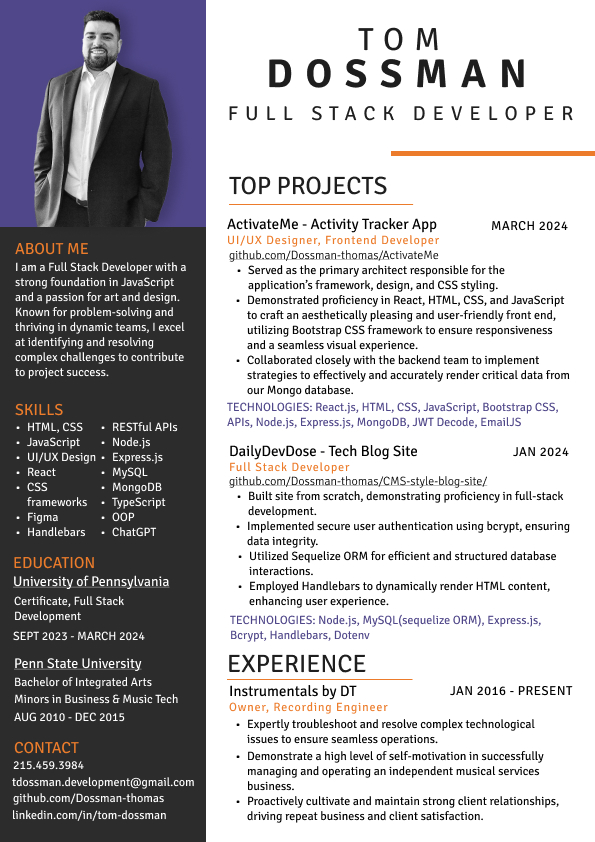 TOM
DOSSMAN
FULL STACK DEVELOPER
ABOUT ME
I am a Full Stack Developer with a
strong foundation in JavaScript
and a passion for art and design.
Known for problem-solving and
thriving in dynamic teams, I excel
at identifying and resolving
complex challenges to contribute
to project success.
SKILLS
• HTML, CSS
• JavaScript
• UI/UX Design
• React
• CSS
frameworks
• Figma
• Handlebars
• RESTful APIs
• Node.js
• Express.js
• MySQL
• MongoDB
• TypeScript
• OOP
• ChatGPT
EDUCATION
University of Pennsylvania
Certificate, Full Stack
Development
SEPT 2023 - MARCH 2024
Penn State University
Bachelor of Integrated Arts
Minors in Business & Music Tech
AUG 2010 - DEC 2015
CONTACT
215.459.3984
tdossman.development@gmail.com
github.com/Dossman-thomas
linkedin.com/in/tom-dossman
TOP PROJECTS
ActivateMe - Activity Tracker App MARCH 2024
UI/UX Designer, Frontend Developer
github.com/Dossman-thomas/ActivateMe
• Served as the primary architect responsible for the
application's framework, design, and CSS styling.
• Demonstrated proficiency in React, HTML, CSS, and JavaScript
to craft an aesthetically pleasing and user-friendly front end,
utilizing Bootstrap CSS framework to ensure responsiveness
and a seamless visual experience.
• Collaborated closely with the backend team to implement
strategies to effectively and accurately render critical data from
our Mongo database.
TECHNOLOGIES: React.js, HTML, CSS, JavaScript, Bootstrap CSS,
APIs, Node.js, Express.js, MongoDB, JWT Decode, EmailJS
DailyDevDose - Tech Blog Site JAN 2024
Full Stack Developer
github.com/Dossman-thomas/CMS-style-blog-site/
• Built site from scratch, demonstrating proficiency in full-stack
development.
• Implemented secure user authentication using bcrypt, ensuring
data integrity.
• Utilized Sequelize ORM for efficient and structured database
interactions.
• Employed Handlebars to dynamically render HTML content,
enhancing user experience.
TECHNOLOGIES: Node.js, MySQL(sequelize ORM), Express.js,
Bcrypt, Handlebars, Dotenv
EXPERIENCE
Instrumentals by DT JAN 2016 - PRESENT
Owner, Recording Engineer
• Expertly troubleshoot and resolve complex technological
issues to ensure seamless operations.
• Demonstrate a high level of self-motivation in successfully
managing and operating an independent musical services
business.
• Proactively cultivate and maintain strong client relationships,
driving repeat business and client satisfaction.